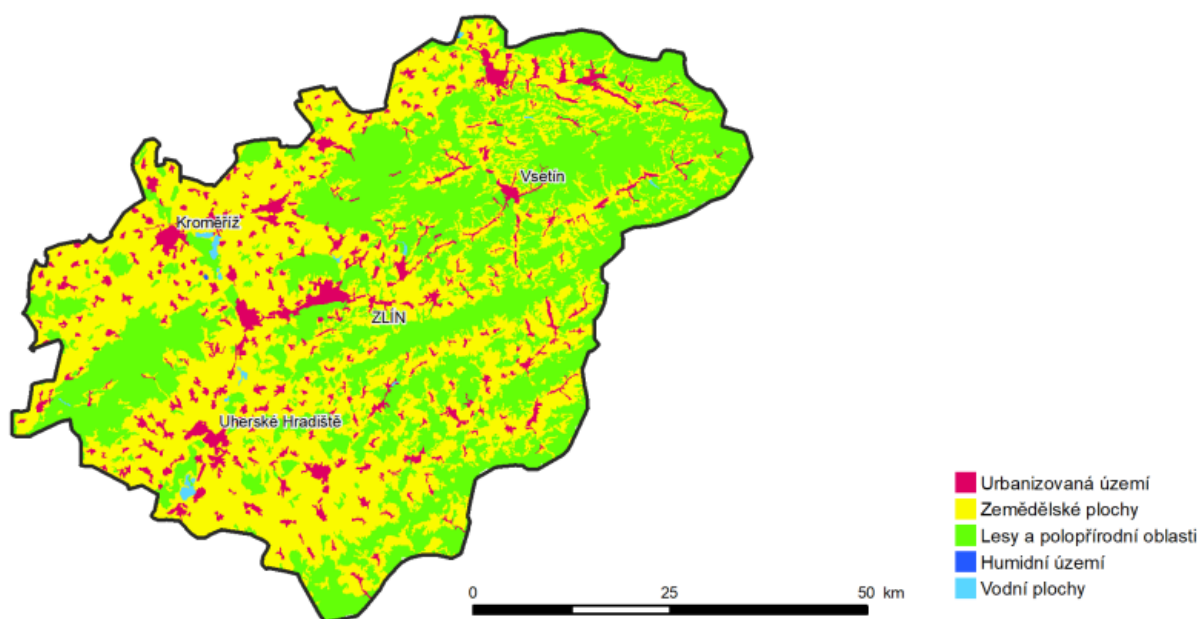 Vsetín
Kroměříž
ZLÍN
Uherské Hradiště
Urbanizovaná území
Zemědělské plochy
Lesy a polopřírodní oblasti
Humidní území
Vodní plochy
0 25 50 km